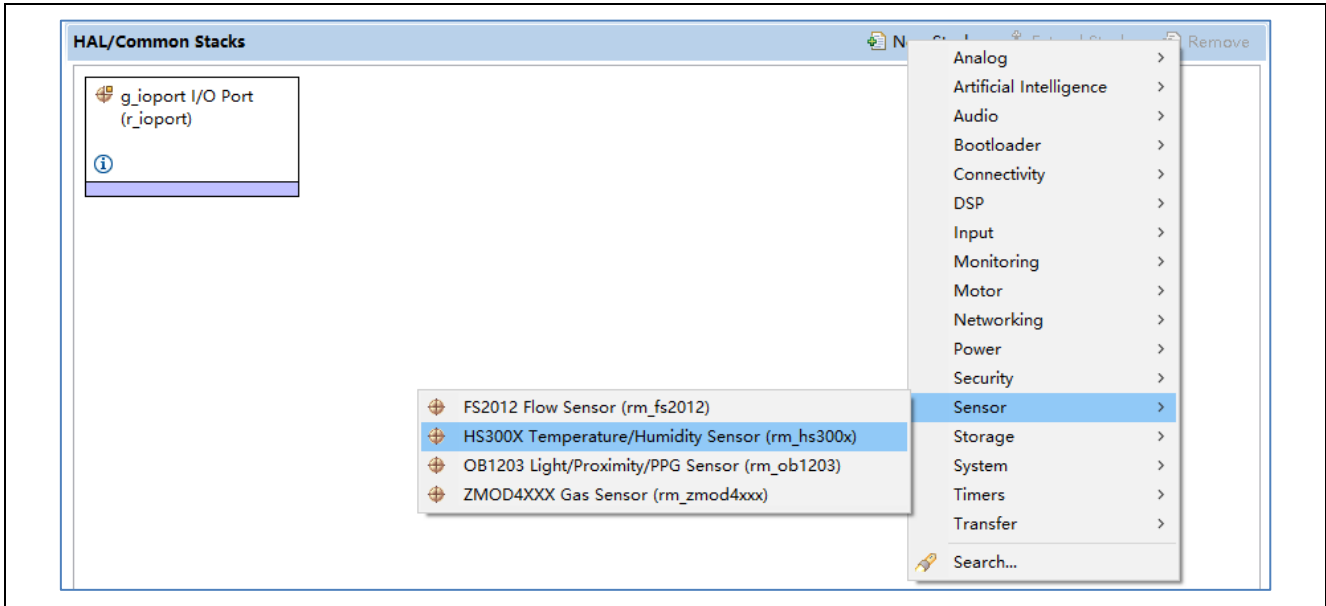 HAL/Common Stacks
Remove
g_ioport I/O Port
(r_ioport)
Analog
Artificial Intelligence
Audio
Bootloader
Connectivity
DSP
Input
Monitoring
Motor
Networking
Power
Security
Sensor
Storage
System
Timers
Transfer
Search...
FS2012 Flow Sensor (rm_fs2012)
HS300X Temperature/Humidity Sensor (rm_hs300x)
OB1203 Light/Proximity/PPG Sensor (rm_ob1203)
ZMOD4XXX Gas Sensor (rm_zmod4xxx)